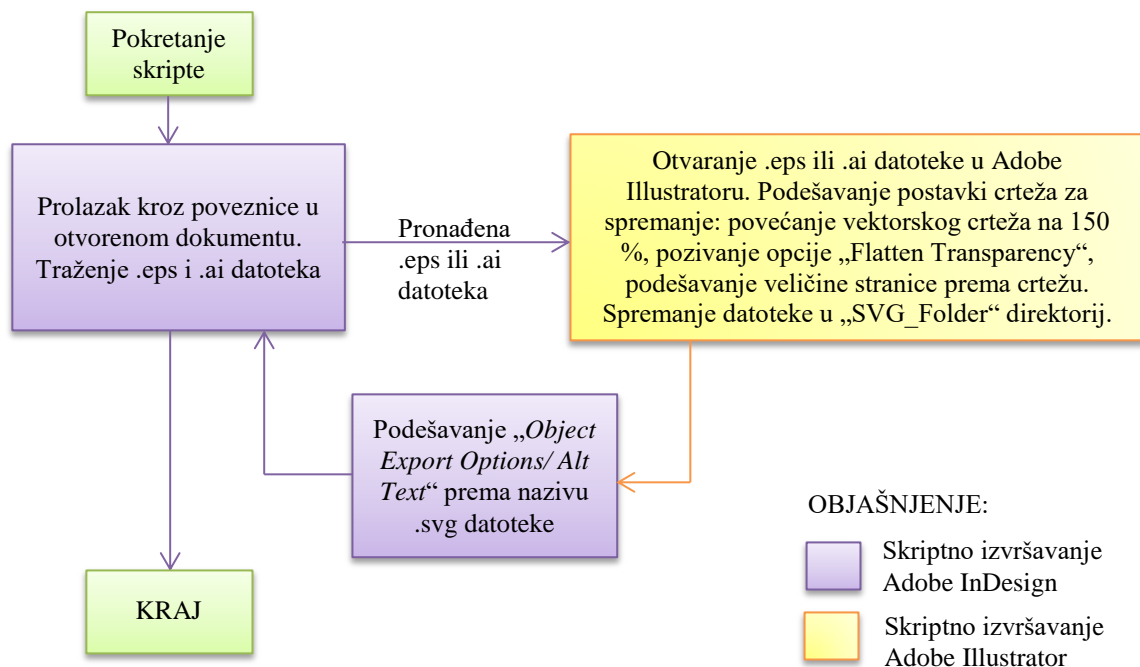 Pokretanje
skripte
Prolazak kroz poveznice u
otvorenom dokumentu.
Traženje .eps i .ai datoteka
Pronađena
.eps ili .ai
datoteka
Otvaranje .eps ili .ai datoteke u Adobe
Illustratoru. Podešavanje postavki crteža za
spremanje: povećanje vektorskog crteža na 150
%, pozivanje opcije „Flatten Transparency“,
podešavanje veličine stranice prema crtežu.
Spremanje datoteke u „SVG_Folder“ direktorij.
Podešavanje „Object
Export Options/ Alt
Text“ prema nazivu
.svg datoteke
KRAJ
OBJAŠNJENJE:
Skriptno izvršavanje
Adobe InDesign
Skriptno izvršavanje
Adobe Illustrator